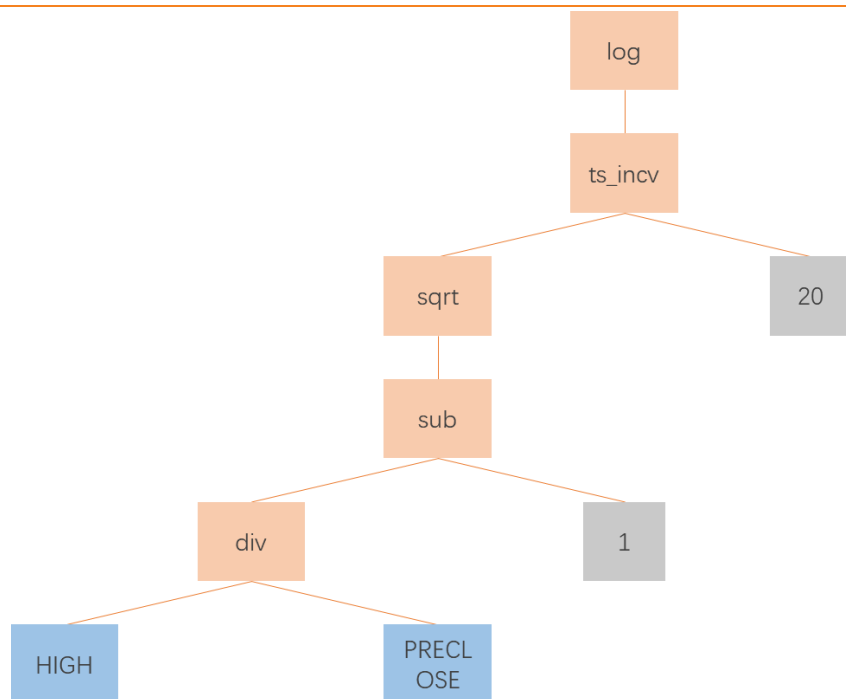 log
ts_incv
sqrt
20
sub
div
1
HIGH
PRECL
OSE